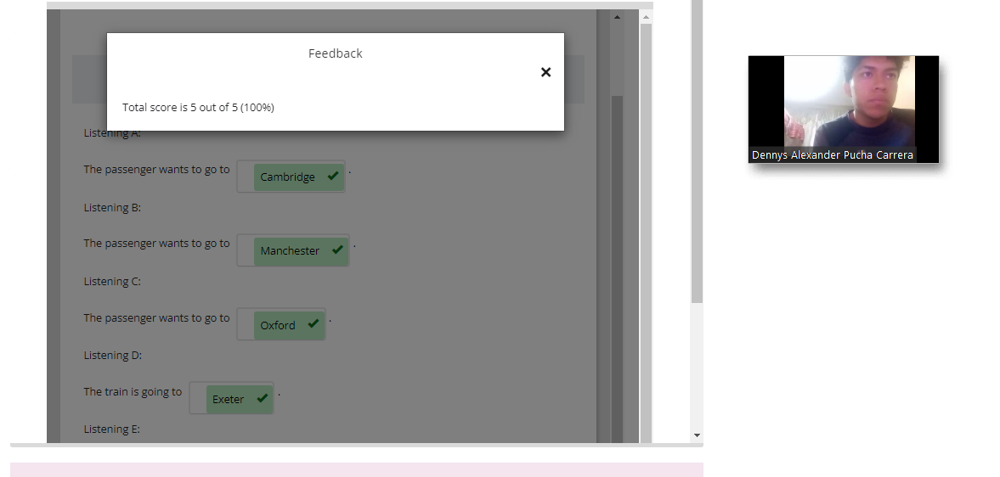 Feedback
Total score is 5 out of 5 (100%)
Listening A:
The passenger wants to go to Cambridge .
Listening B:
The passenger wants to go to Manchester .
Listening C:
The passenger wants to go to Oxford .
Listening D:
The train is going to Exeter .
Listening E:
Dennys Alexander Pucha Carrera